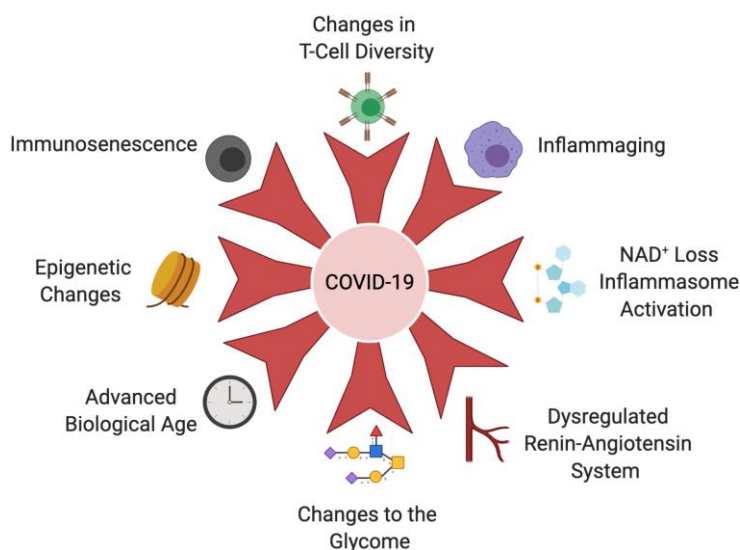 Changes in
T-Cell Diversity
Immunosenescence
Inflammaging
Epigenetic
Changes
COVID-19
NAD⁺ Loss
Inflammasome
Activation
Advanced
Biological Age
Dysregulated
Renin-Angiotensin
System
Changes to the
Glycome